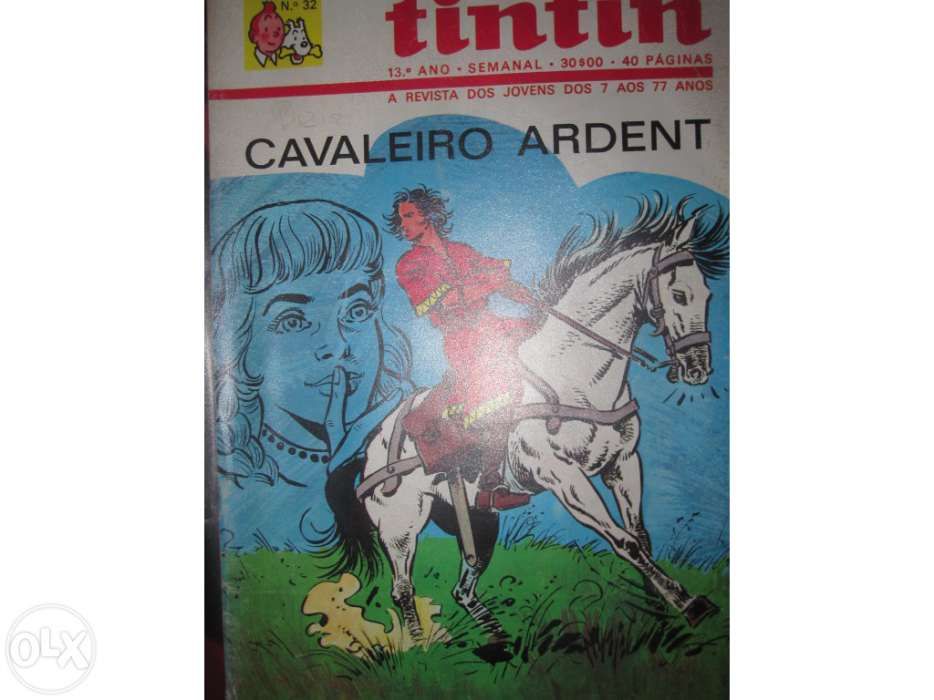 N.º 32
tintin
13.º ANO • SEMANAL • 30$00 • 40 PÁGINAS
A REVISTA DOS JOVENS DOS 7 AOS 77 ANOS
CAVALEIRO ARDENT
OLX